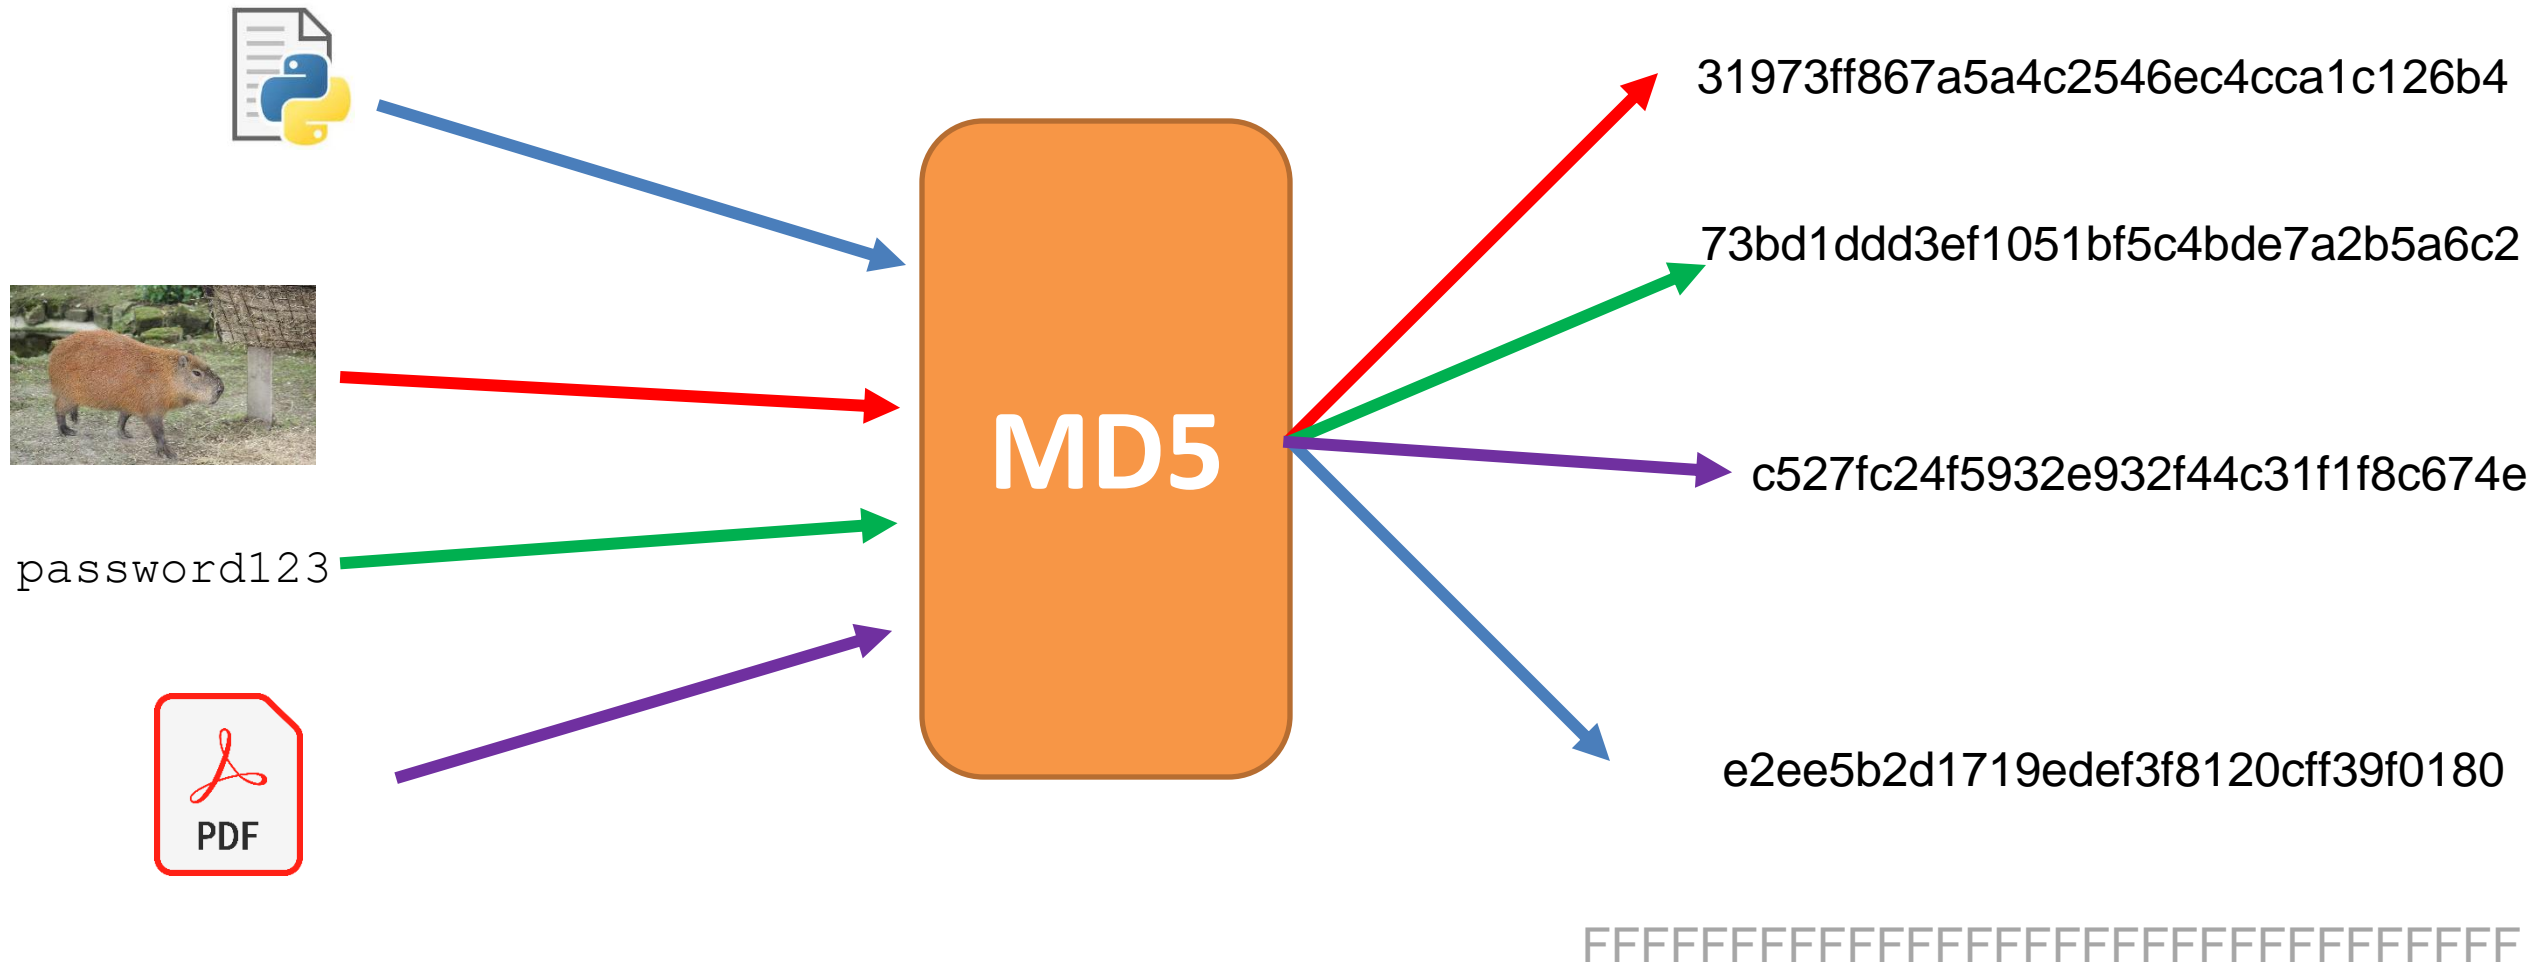 31973ff867a5a4c2546ec4cca1c126b4
73bd1ddd3ef1051bf5c4bde7a2b5a6c2
MD5
c527fc24f5932e932f44c31f1f8c674e
password123
e2ee5b2d1719edef3f8120cff39f0180
PDF
FFFFFFFFFFFFFFFFFFFFFFFFFFFFFFFF